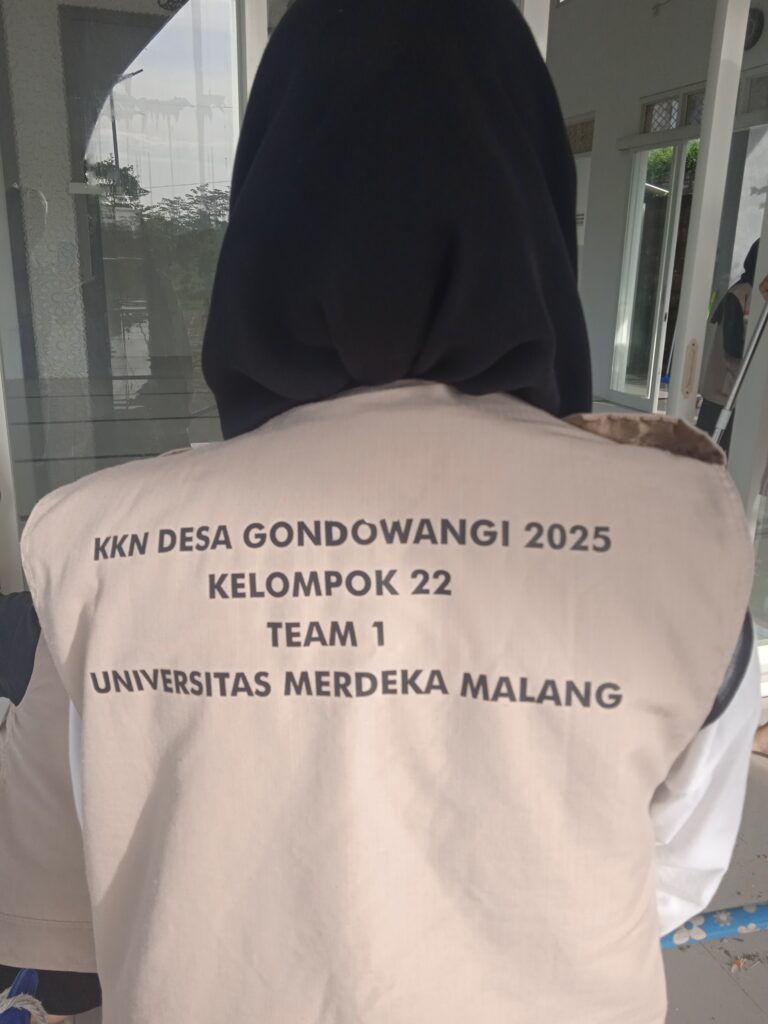 KKN DESA GONDOWANGI 2025
KELOMPOK 22
TEAM 1
UNIVERSITAS MERDEKA MALANG